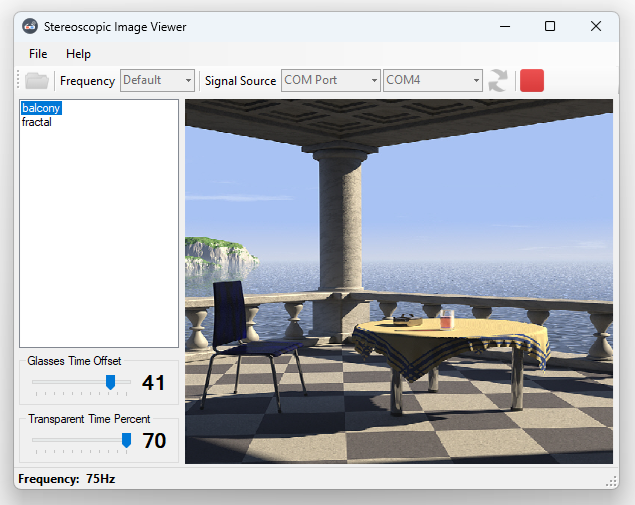 Stereoscopic Image Viewer
File Help
Frequency Default Signal Source COM Port COM4
balcony
fractal
Glasses Time Offset
41
Transparent Time Percent
70
Frequency: 75Hz